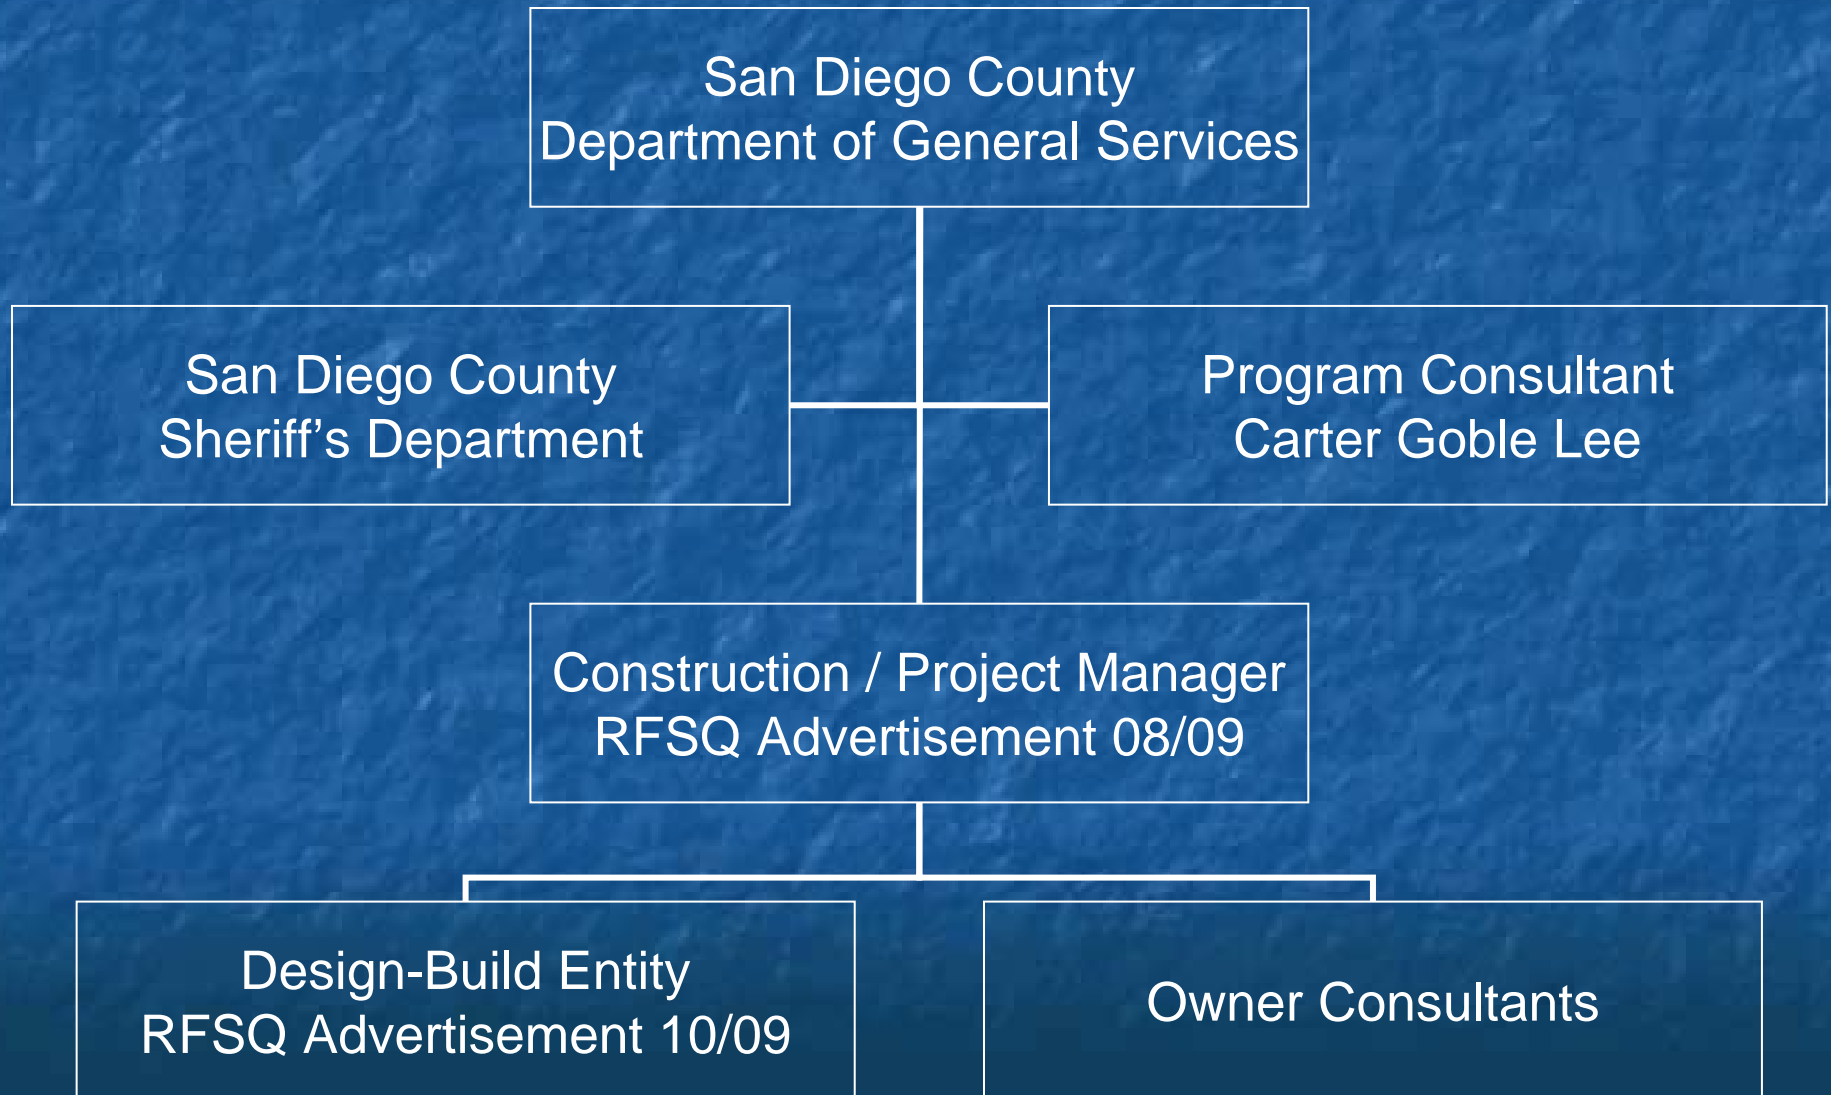 San Diego County
Department of General Services
San Diego County
Sheriff’s Department
Program Consultant
Carter Goble Lee
Construction / Project Manager
RFSQ Advertisement 08/09
Design-Build Entity
RFSQ Advertisement 10/09
Owner Consultants